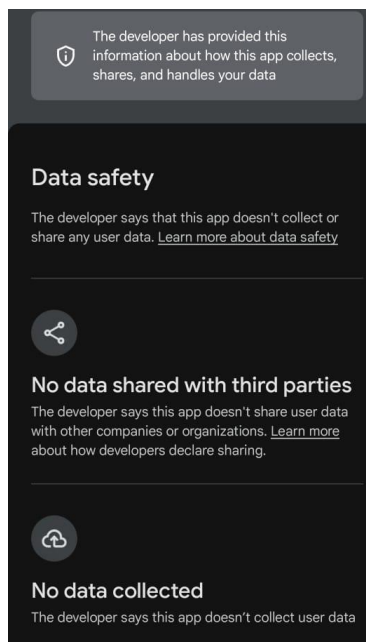 The developer has provided this
information about how this app collects,
shares, and handles your data
Data safety
The developer says that this app doesn't collect or
share any user data. Learn more about data safety
No data shared with third parties
The developer says this app doesn't share user data
with other companies or organizations. Learn more
about how developers declare sharing.
No data collected
The developer says this app doesn’t collect user data